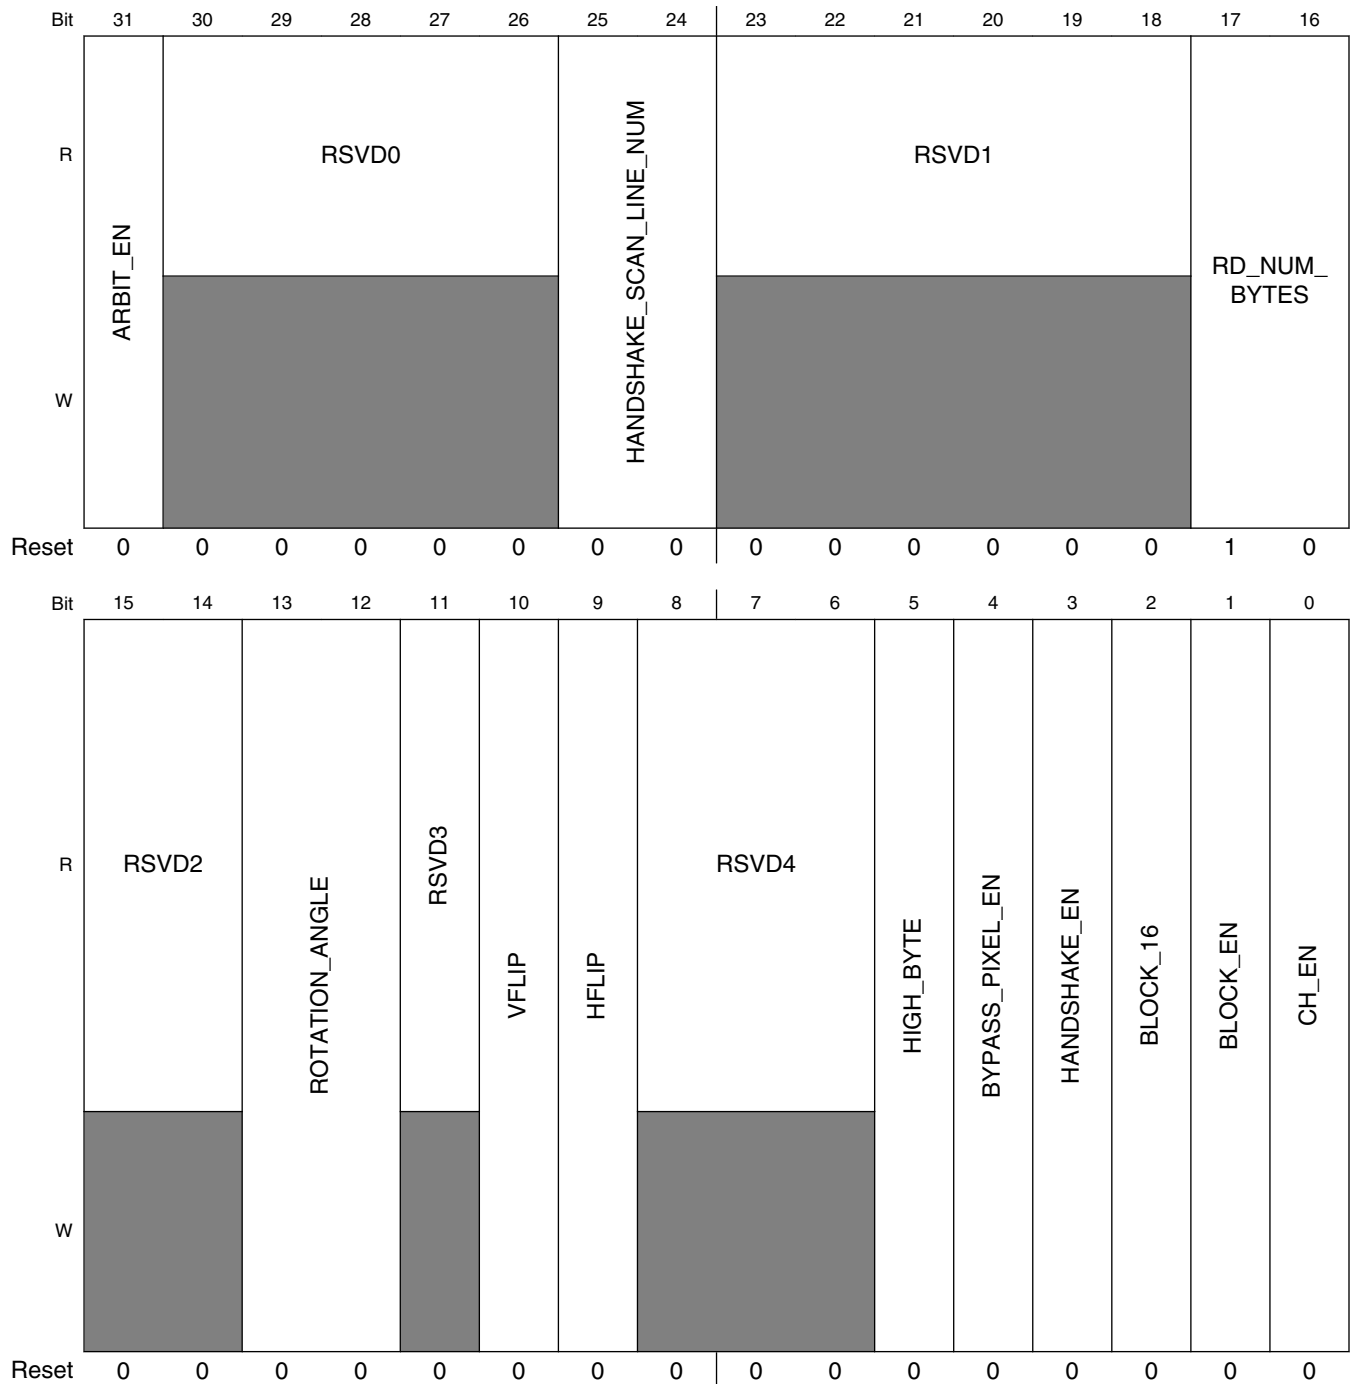 Bit 31 30 29 28 27 26 25 24 23 22 21 20 19 18 17 16
R
W
ARBIT_EN
RSVD0
HANDSHAKE_SCAN_LINE_NUM
RSVD1
RD_NUM_
BYTES
Reset 0 0 0 0 0 0 0 0 0 0 0 0 0 0 1 0
Bit 15 14 13 12 11 10 9 8 7 6 5 4 3 2 1 0
R
W
RSVD2
ROTATION_ANGLE
RSVD3
VFLIP
HFLIP
RSVD4
HIGH_BYTE
BYPASS_PIXEL_EN
HANDSHAKE_EN
BLOCK_16
BLOCK_EN
CH_EN
Reset 0 0 0 0 0 0 0 0 0 0 0 0 0 0 0 0